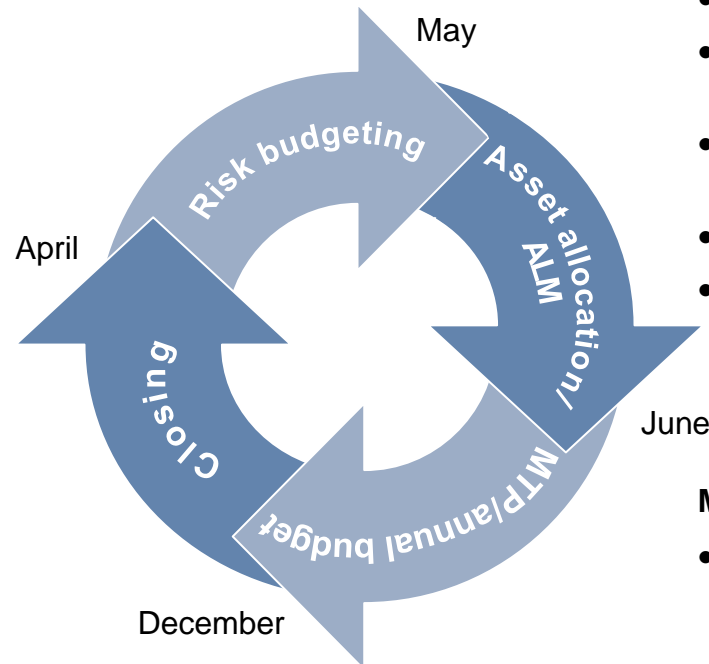 May
Risk budgeting
Asset allocation/
ALM
April
Closing
June
MTP/annual budget
M
December